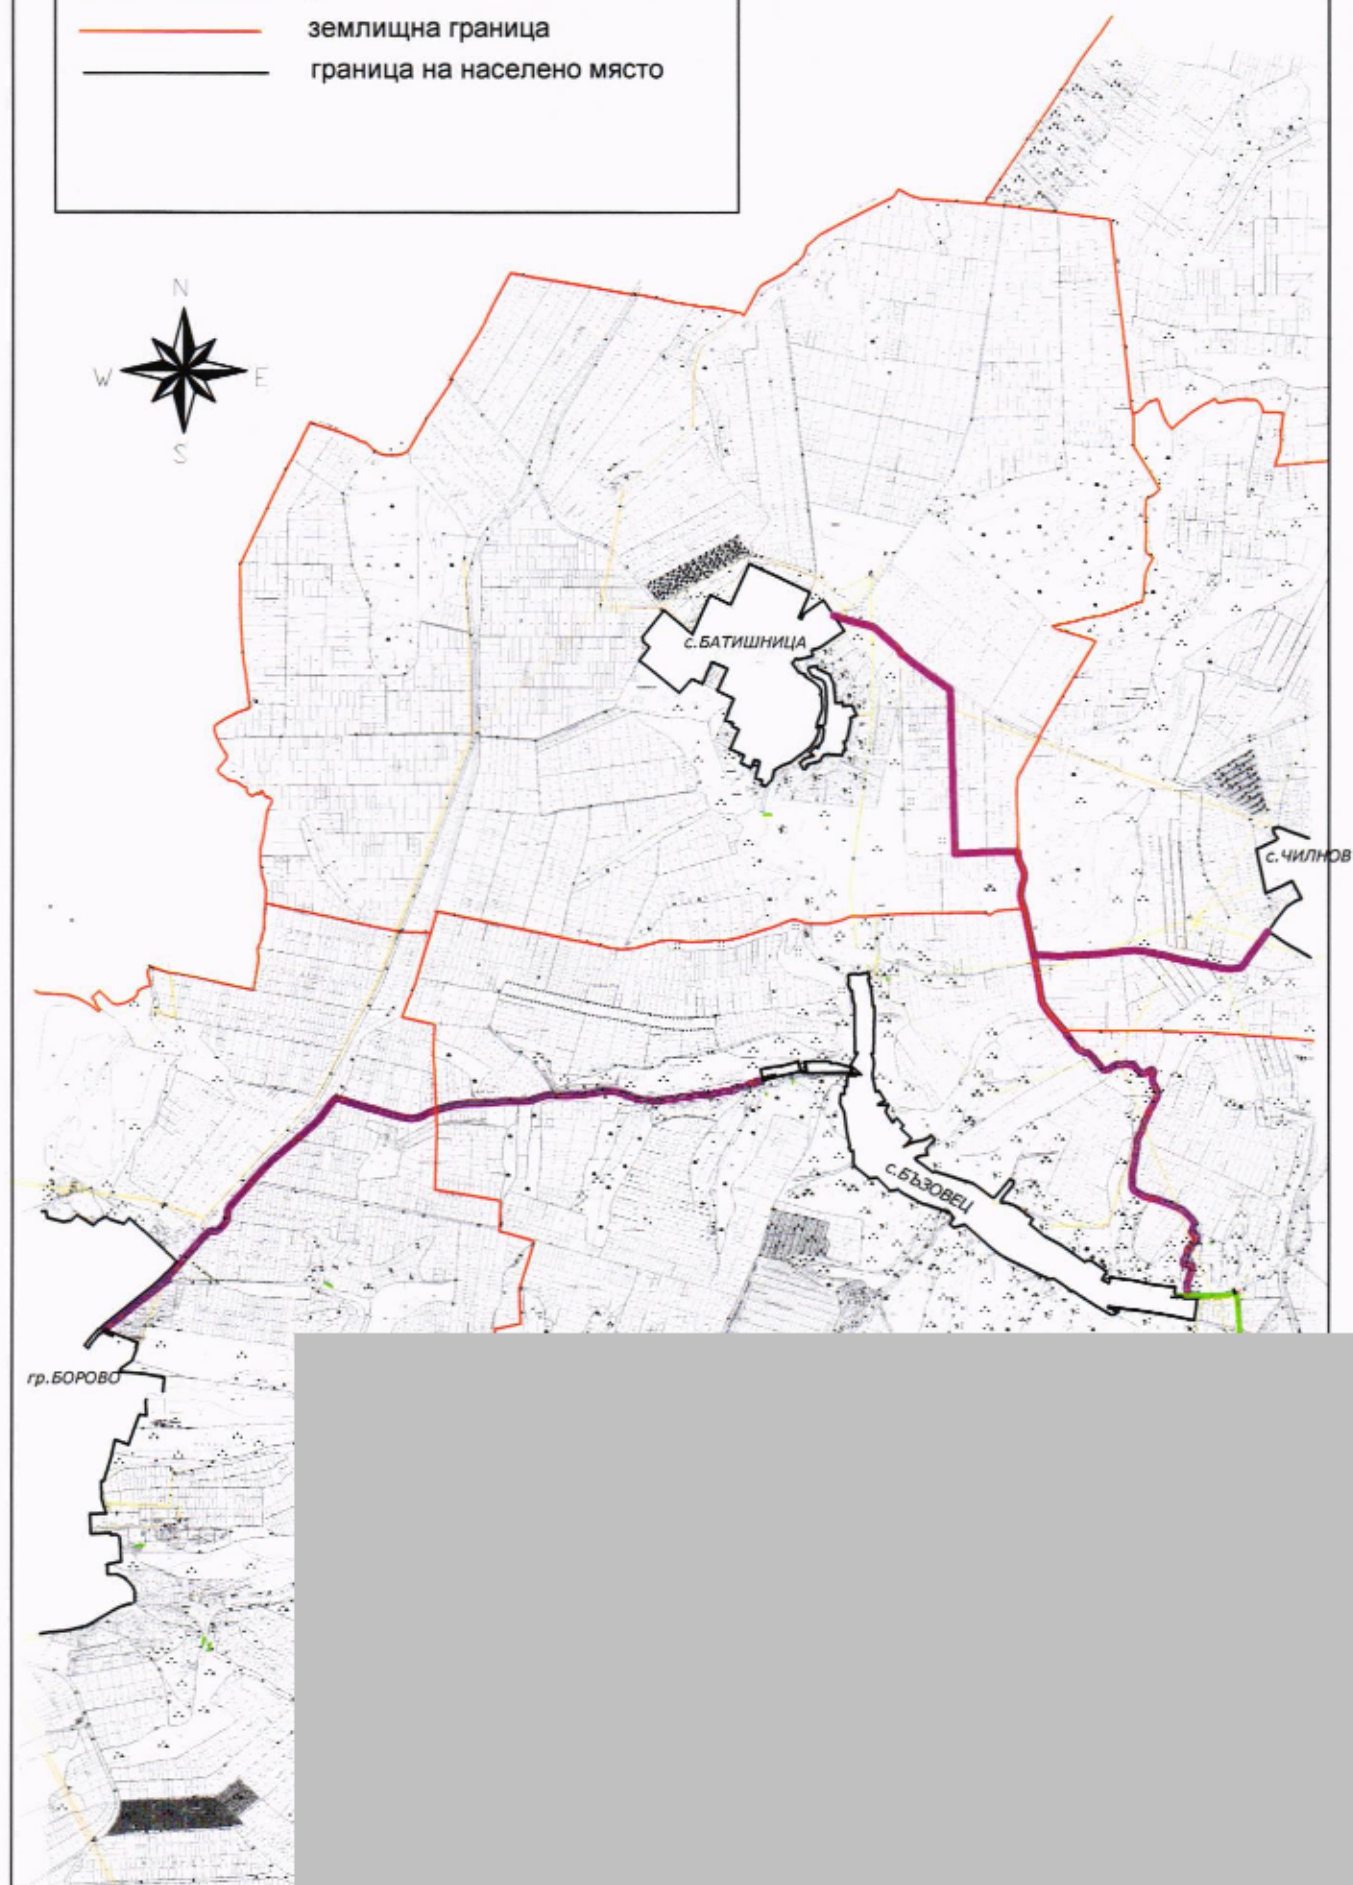 землищна граница
граница на населено място
N
W
E
S
с.БАТИШНИЦА
с.ЧИЛНОВ
с.БЪЗОВЕЦ
гр.БОРОВО